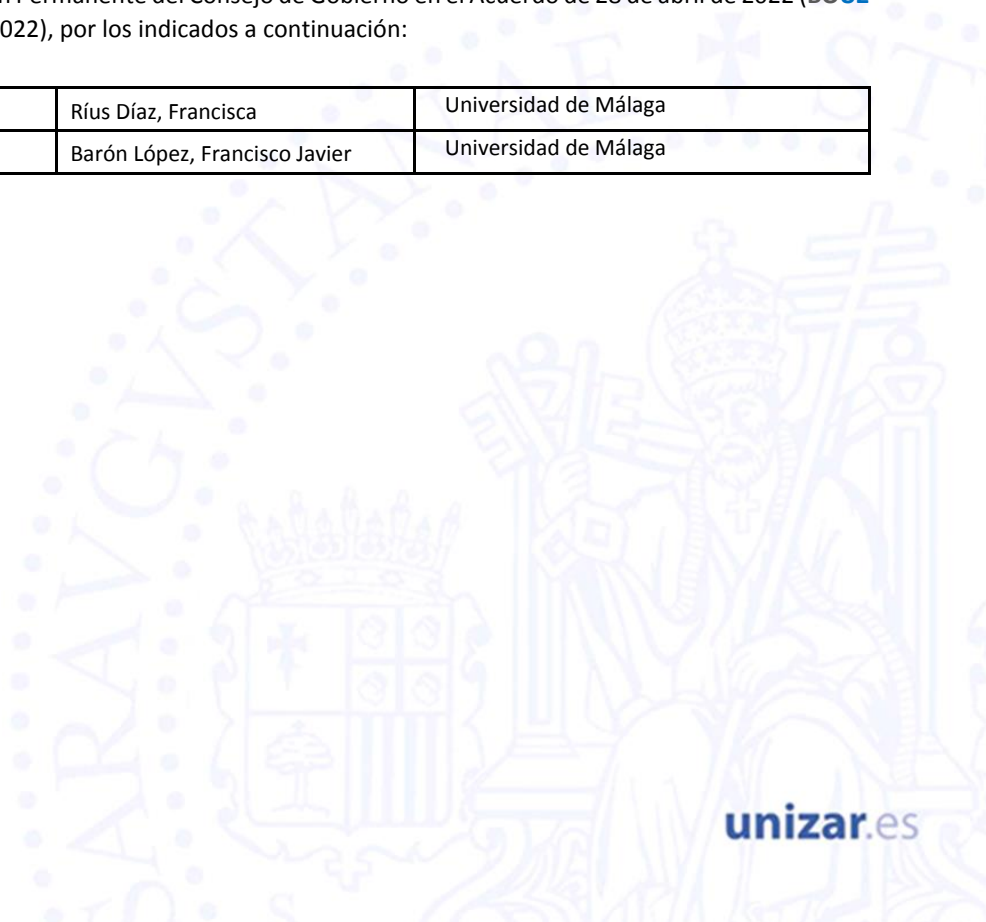 Permanente del Consejo de Gobierno en el Acuerdo de 28 de abril de 2022 (BOUZ
022), por los indicados a continuación:
Ríus Díaz, Francisca Universidad de Málaga
Barón López, Francisco Javier Universidad de Málaga
unizar.es